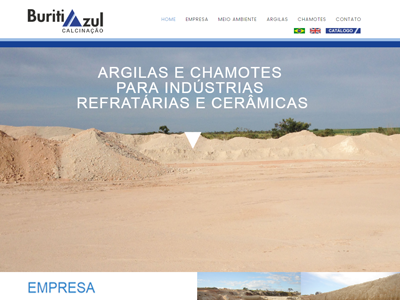 Buriti Azul
CALCINAÇÃO
HOME EMPRESA MEIO AMBIENTE ARGILAS CHAMOTES CONTATO
CATÁLOGO
ARGILAS E CHAMOTES
PARA INDÚSTRIAS
REFRATÁRIAS E CERÂMICAS
EMPRESA